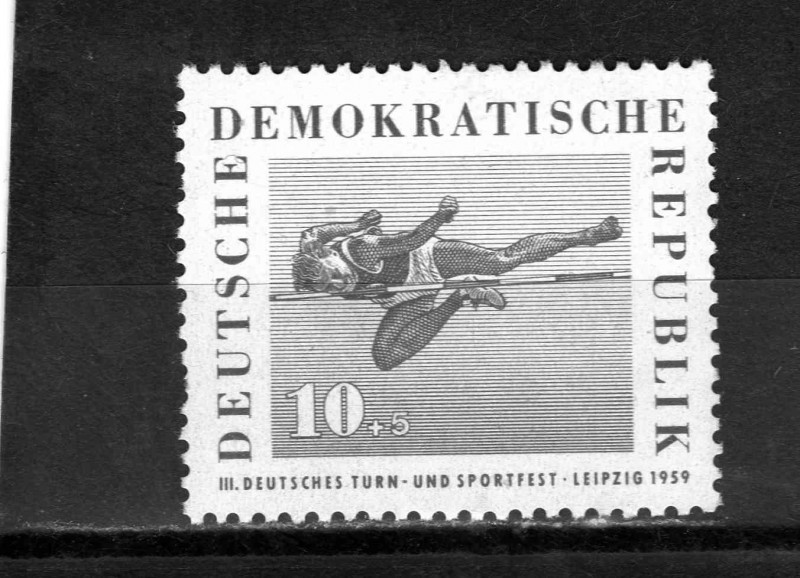 DEUTSCHE
DEMOKRATISCHE
REPUBLIK
10+5
III. DEUTSCHES TURN- UND SPORTFEST · LEIPZIG 1959